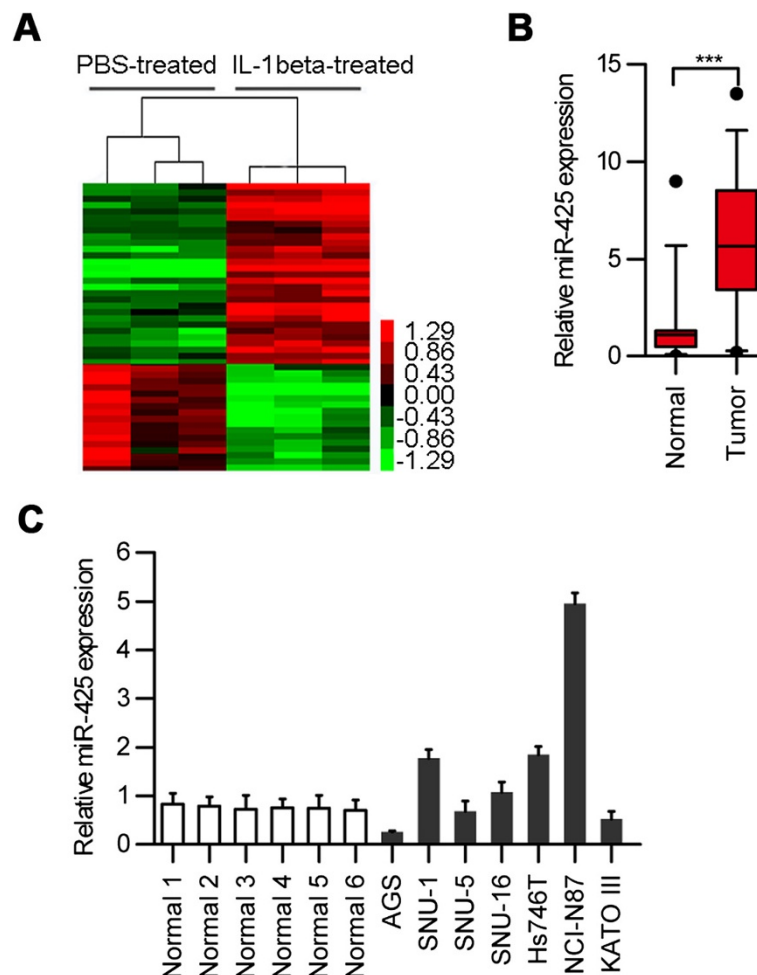 A
PBS-treated IL-1beta-treated
1.29
0.86
0.43
0.00
-0.43
-0.86
-1.29
B
***
Relative miR-425 expression
15
10
5
0
Normal
Tumor
C
Relative miR-425 expression
6
5
4
3
2
1
0
Normal 1
Normal 2
Normal 3
Normal 4
Normal 5
Normal 6
AGS
SNU-1
SNU-5
SNU-16
Hs746T
NCI-N87
KATO III